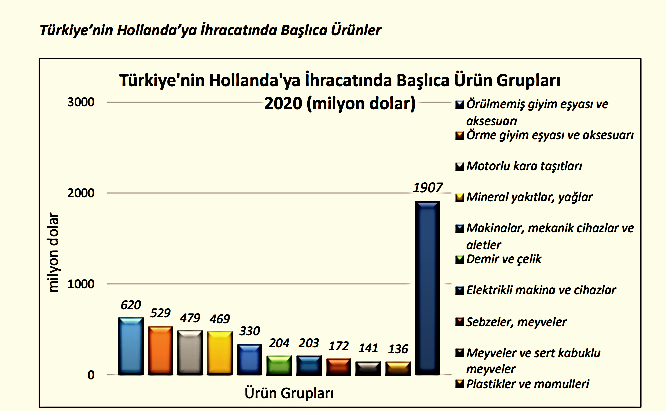 Türkiye’nin Hollanda’ya İhracatında Başlıca Ürünler
Türkiye'nin Hollanda'ya İhracatında Başlıca Ürün Grupları
2020 (milyon dolar)
3000
2000
1000
0
milyon dolar
620
529
479
469
330
204
203
172
141
136
1907
Ürün Grupları
Örülmemiş giyim eşyası ve
aksesuarı
Örme giyim eşyası ve aksesuarı
Motorlu kara taşıtları
Mineral yakıtlar, yağlar
Makinalar, mekanik cihazlar ve
aletler
Demir ve çelik
Elektrikli makina ve cihazlar
Sebzeler, meyveler
Meyveler ve sert kabuklu
meyveler
Plastikler ve mamulleri